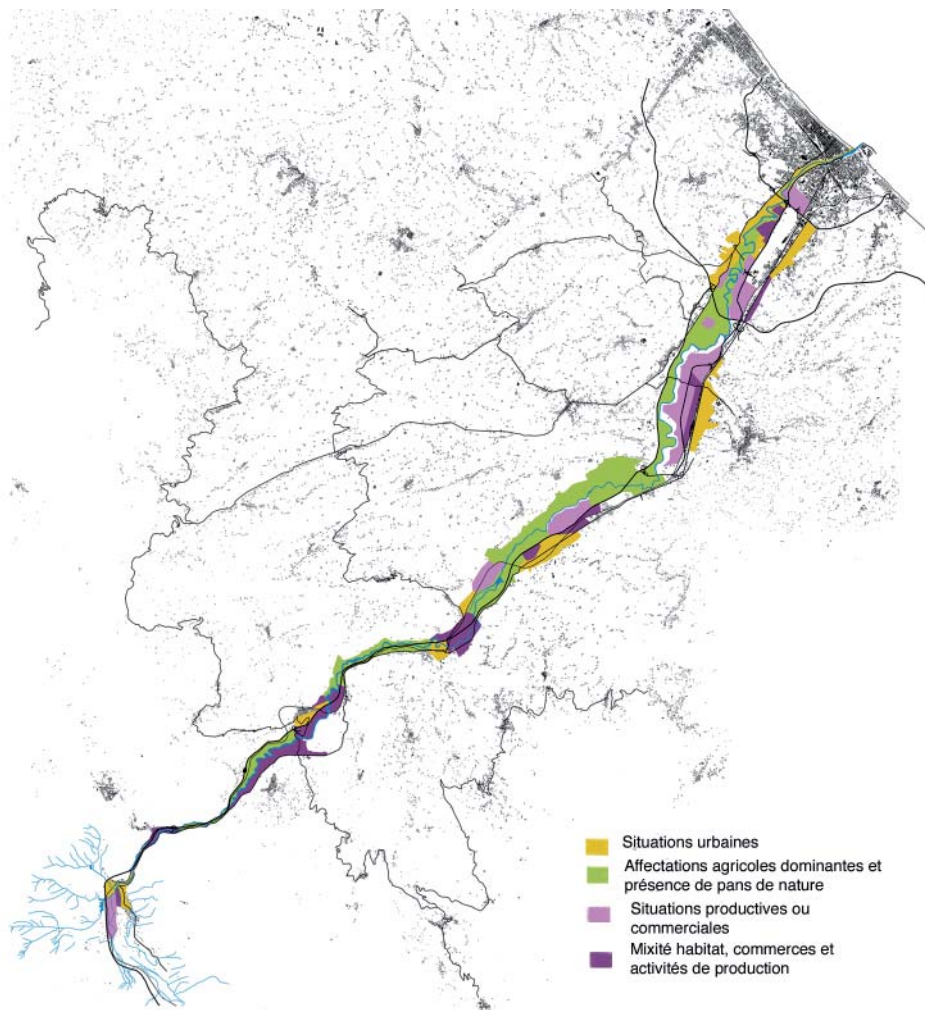 Situations urbaines
Affectations agricoles dominantes et
présence de pans de nature
Situations productives ou
commerciales
Mixité habitat, commerces et
activités de production